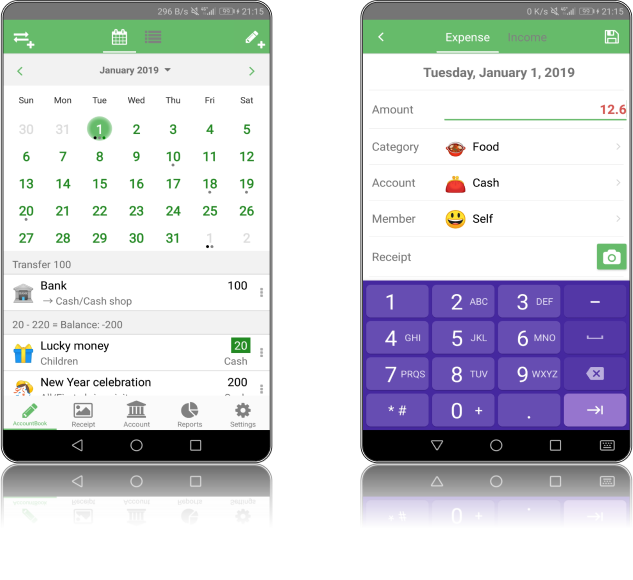 296 B/s 99 21:15
January 2019
Sun Mon Tue Wed Thu Fri Sat
30 31 1 2 3 4 5
6 7 8 9 10 11 12
13 14 15 16 17 18 19
20 21 22 23 24 25 26
27 28 29 30 31 1 2
Transfer 100
Bank 100
→ Cash/Cash shop
20 - 220 = Balance: -200
Lucky money 20
Children Cash
New Year celebration 200
AccountBook Receipt Account Reports Settings
0 K/s 99 21:15
Expense Income
Tuesday, January 1, 2019
Amount 12.6
Category Food
Account Cash
Member Self
Receipt
1 2 ABC 3 DEF –
4 GHI 5 JKL 6 MNO
7 PRQS 8 TUV 9 WXYZ
* # 0 + .